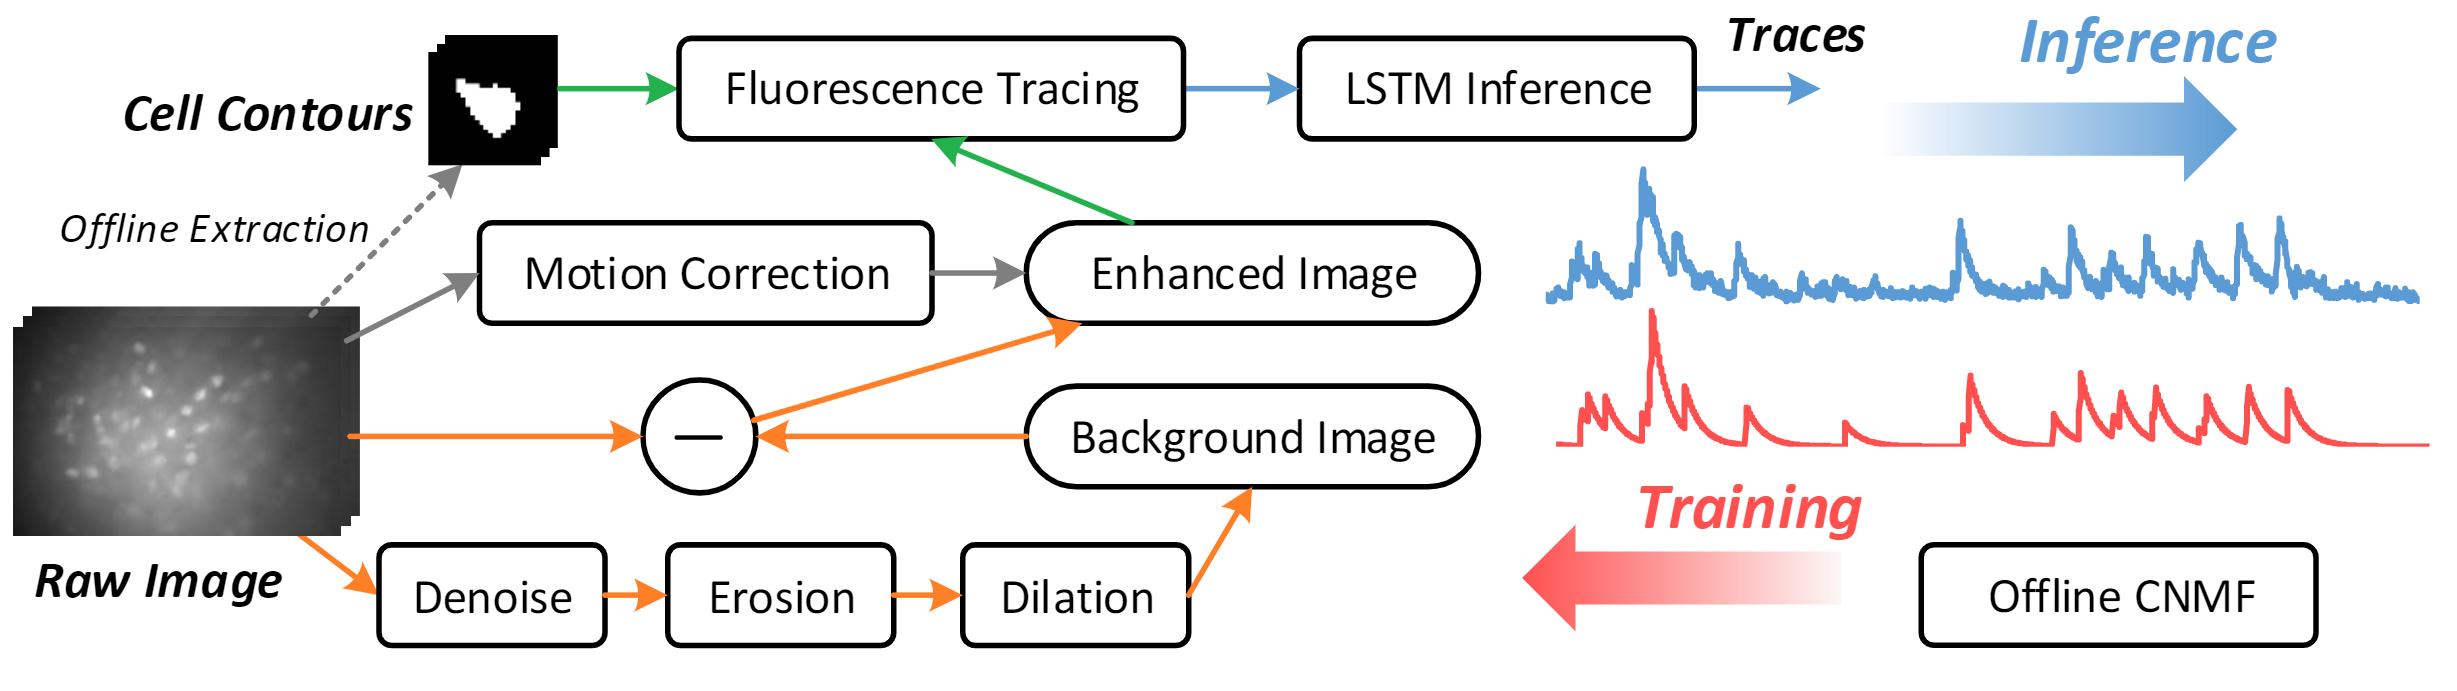 Traces
Inference
Fluorescence Tracing
LSTM Inference
Cell Contours
Offline Extraction
Motion Correction
Enhanced Image
−
Background Image
Training
Raw Image
Denoise
Erosion
Dilation
Offline CNMF